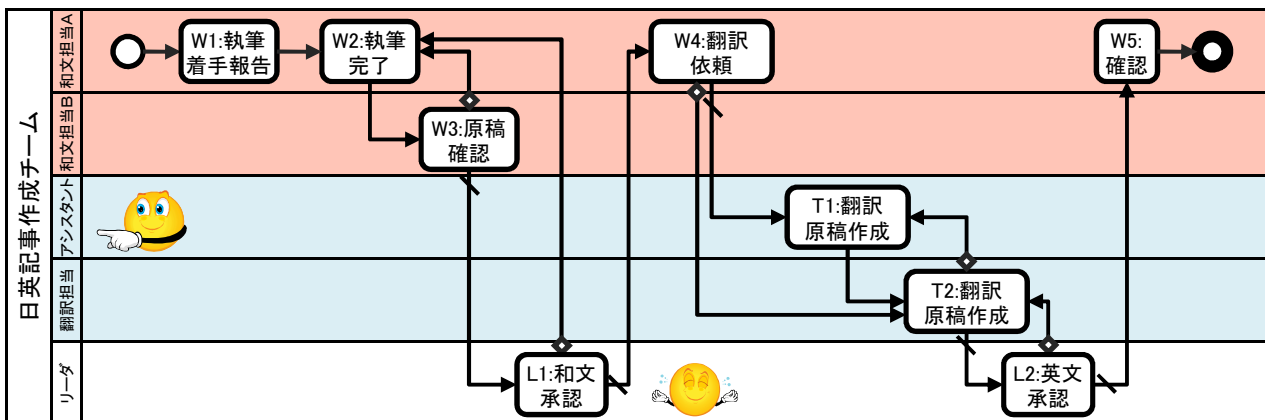 日英記事作成チーム
和文担当A
和文担当B
アシスタント
翻訳担当
リーダ
W1:執筆
着手報告
W2:執筆
完了
W3:原稿
確認
L1:和文
承認
W4:翻訳
依頼
T1:翻訳
原稿作成
T2:翻訳
原稿作成
L2:英文
承認
W5:
確認